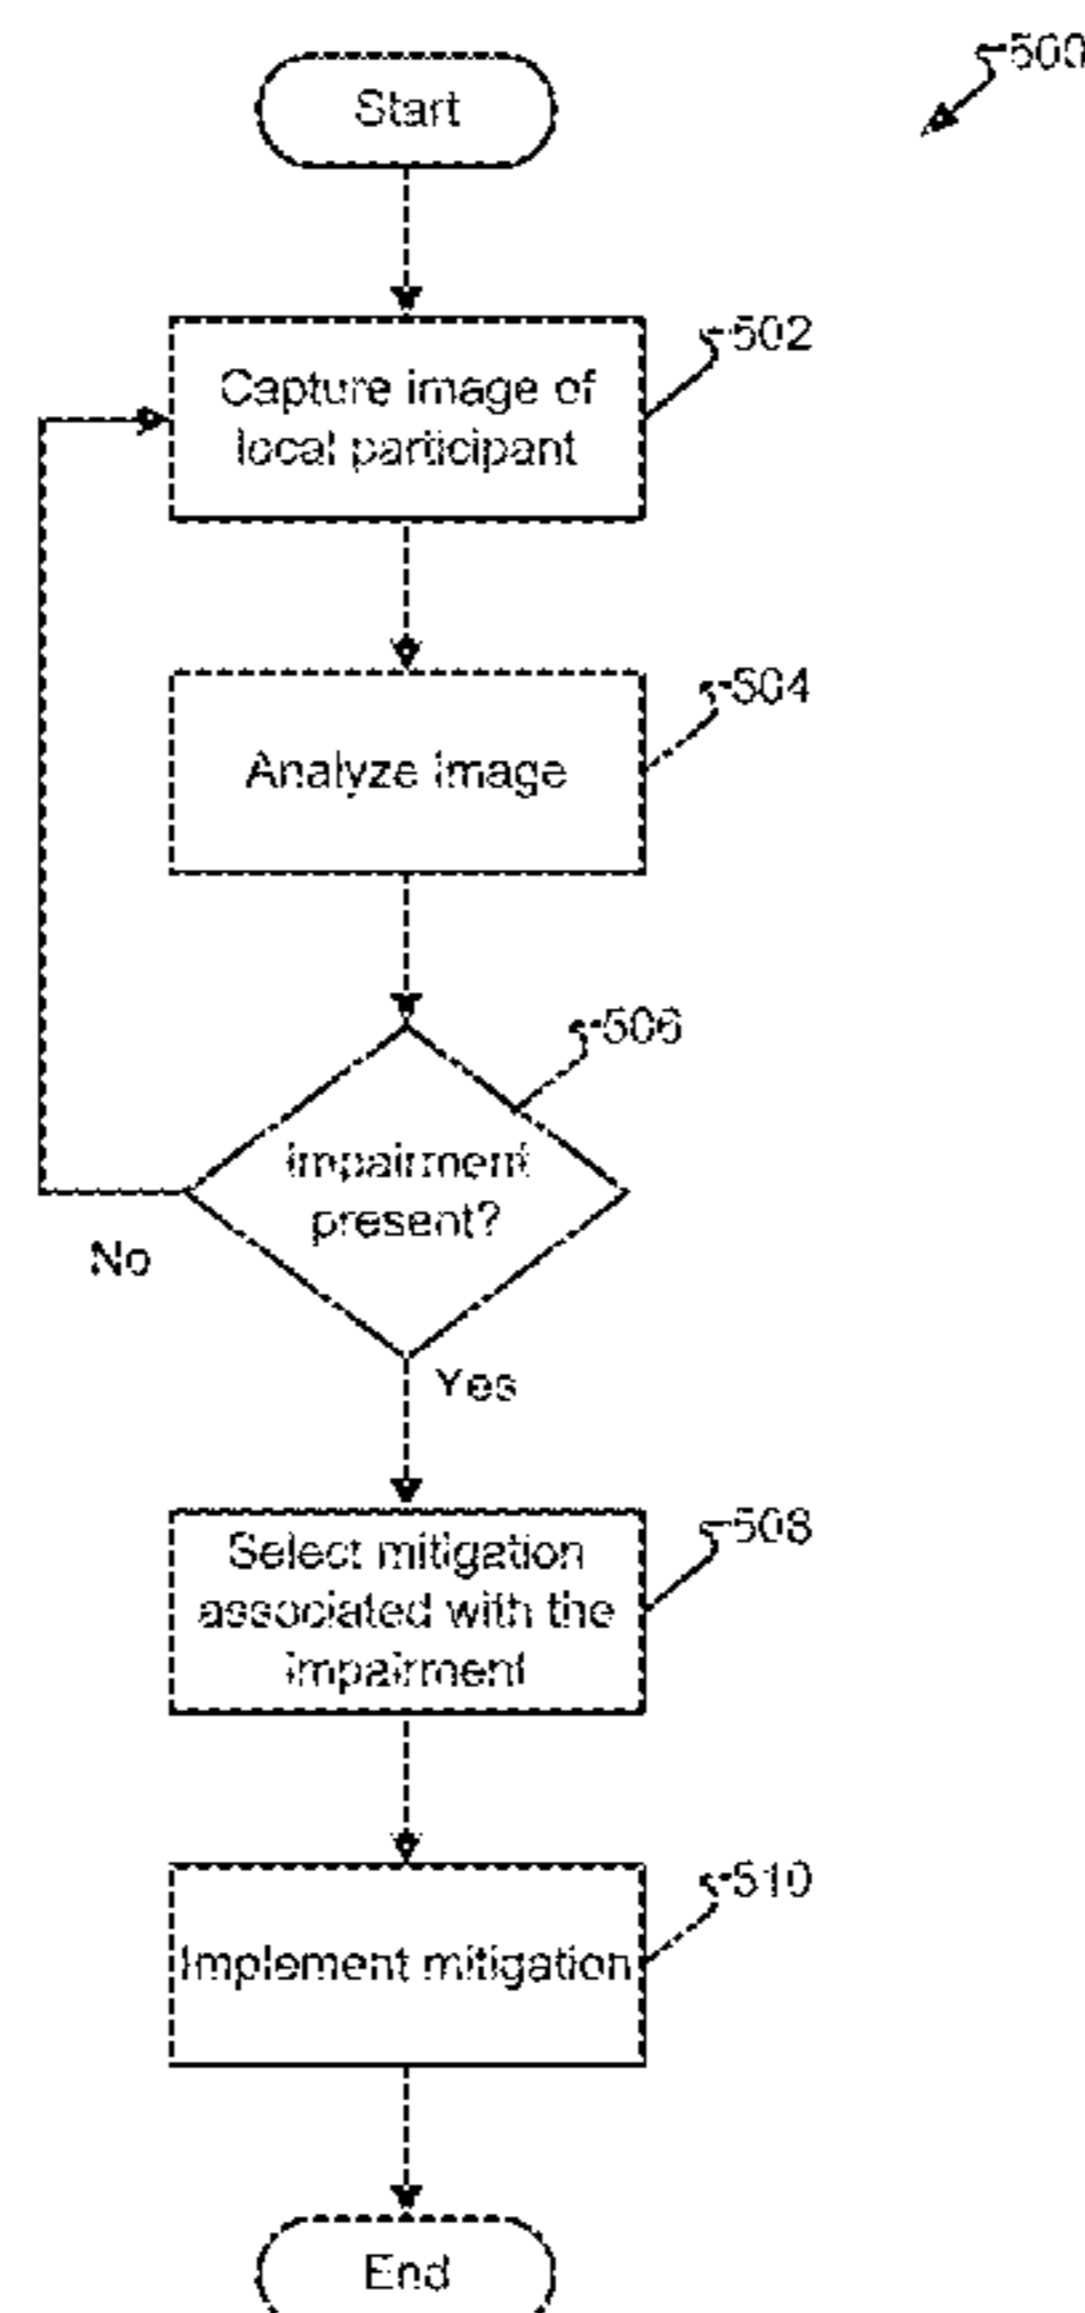 Start
500
Capture image of
local participant
502
Analyze image
504
Impairment
present?
506
No
Yes
Select mitigation
associated with the
impairment
508
Implement mitigation
510
End